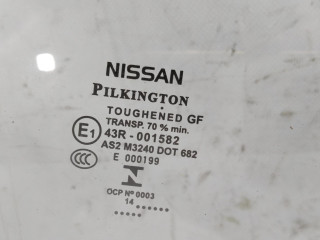 NISSAN
PILKINGTON
TOUGHENED GF
TRANSP. 70 % min.
E1 43R - 001582
AS2 M3240 DOT 682
CCC E 000199
N
OCP Nº 0003
14